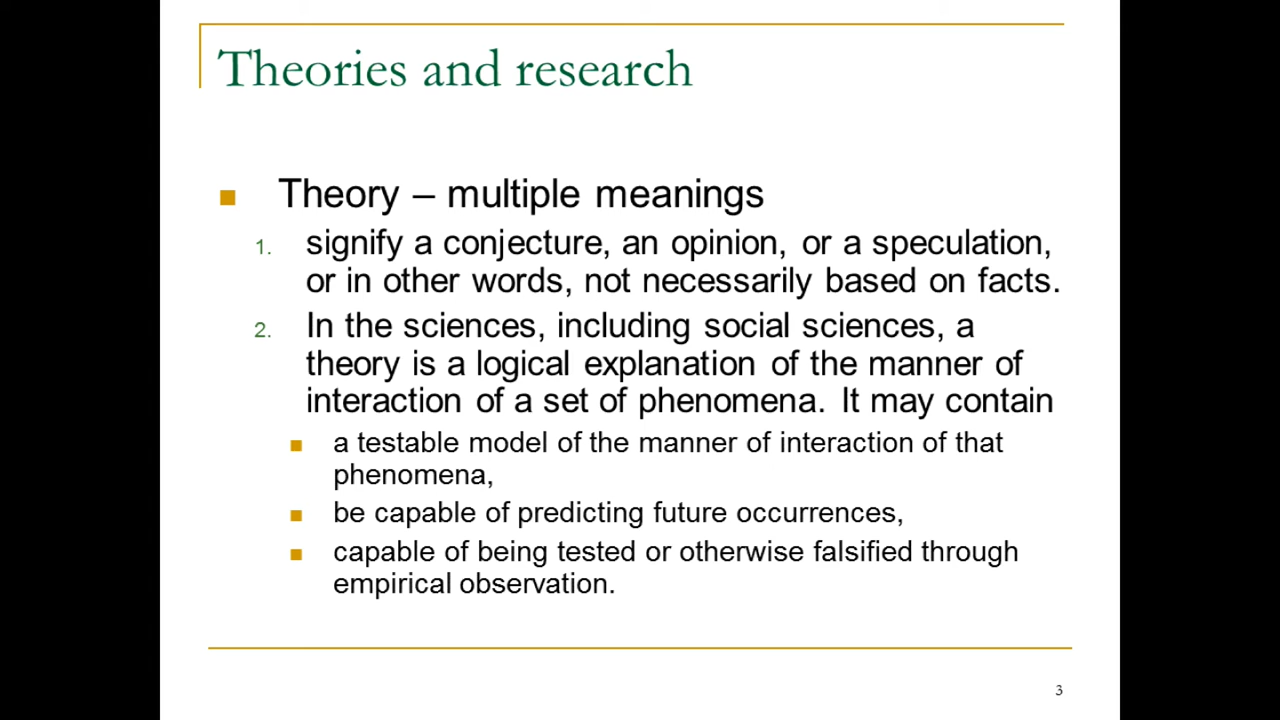 Theories and research
Theory – multiple meanings
1. signify a conjecture, an opinion, or a speculation,
or in other words, not necessarily based on facts.
2. In the sciences, including social sciences, a
theory is a logical explanation of the manner of
interaction of a set of phenomena. It may contain
a testable model of the manner of interaction of that
phenomena,
be capable of predicting future occurrences,
capable of being tested or otherwise falsified through
empirical observation.
3